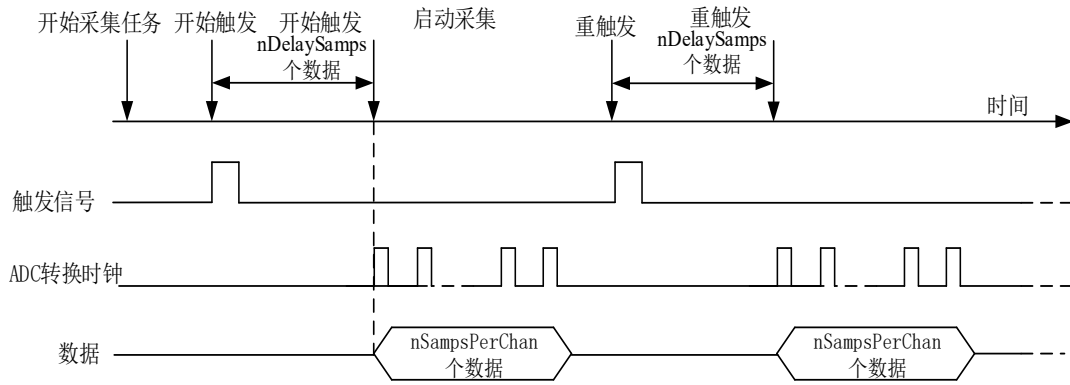 开始采集任务
开始触发
开始触发
nDelaySamps
个数据
启动采集
重触发
重触发
nDelaySamps
个数据
时间
触发信号
ADC转换时钟
数据
nSampsPerChan
个数据
nSampsPerChan
个数据